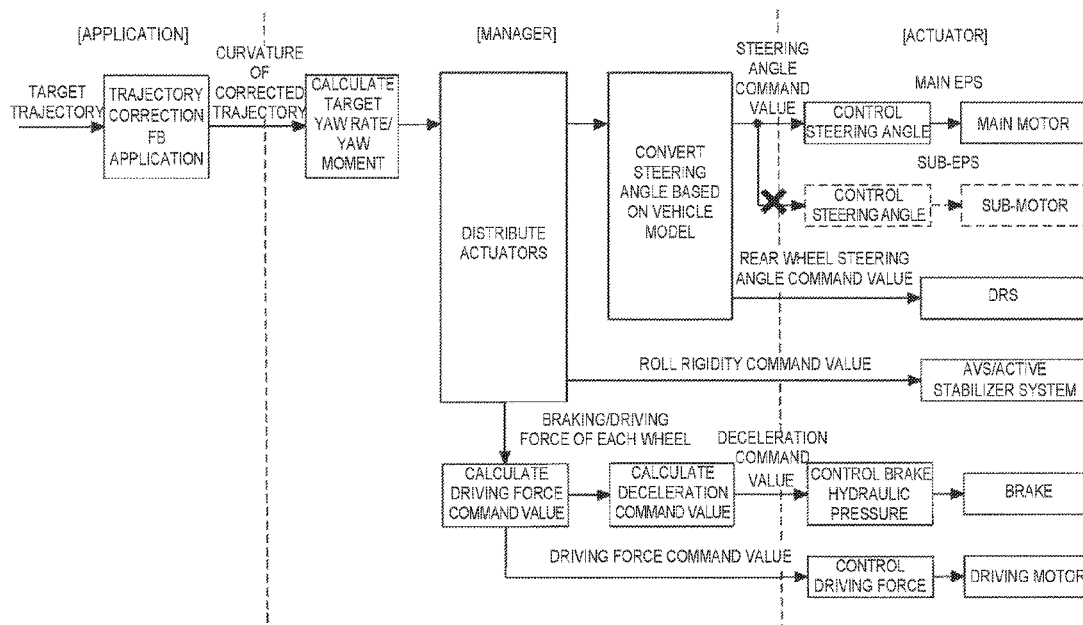 [APPLICATION]
[MANAGER]
[ACTUATOR]
TARGET
TRAJECTORY
TRAJECTORY
CORRECTION
FB
APPLICATION
CURVATURE
OF
CORRECTED
TRAJECTORY
CALCULATE
TARGET
YAW RATE/
YAW
MOMENT
DISTRIBUTE
ACTUATORS
CONVERT
STEERING
ANGLE BASED
ON VEHICLE
MODEL
STEERING
ANGLE
COMMAND
VALUE
MAIN EPS
CONTROL
STEERING ANGLE
MAIN MOTOR
SUB-EPS
CONTROL
STEERING ANGLE
SUB-MOTOR
REAR WHEEL STEERING
ANGLE COMMAND VALUE
DRS
ROLL RIGIDITY COMMAND VALUE
AVS/ACTIVE
STABILIZER SYSTEM
BRAKING/DRIVING
FORCE OF EACH WHEEL
CALCULATE
DRIVING FORCE
COMMAND VALUE
CALCULATE
DECELERATION
COMMAND VALUE
DECELERATION
COMMAND
VALUE
CONTROL BRAKE
HYDRAULIC
PRESSURE
BRAKE
DRIVING FORCE COMMAND VALUE
CONTROL
DRIVING FORCE
DRIVING MOTOR